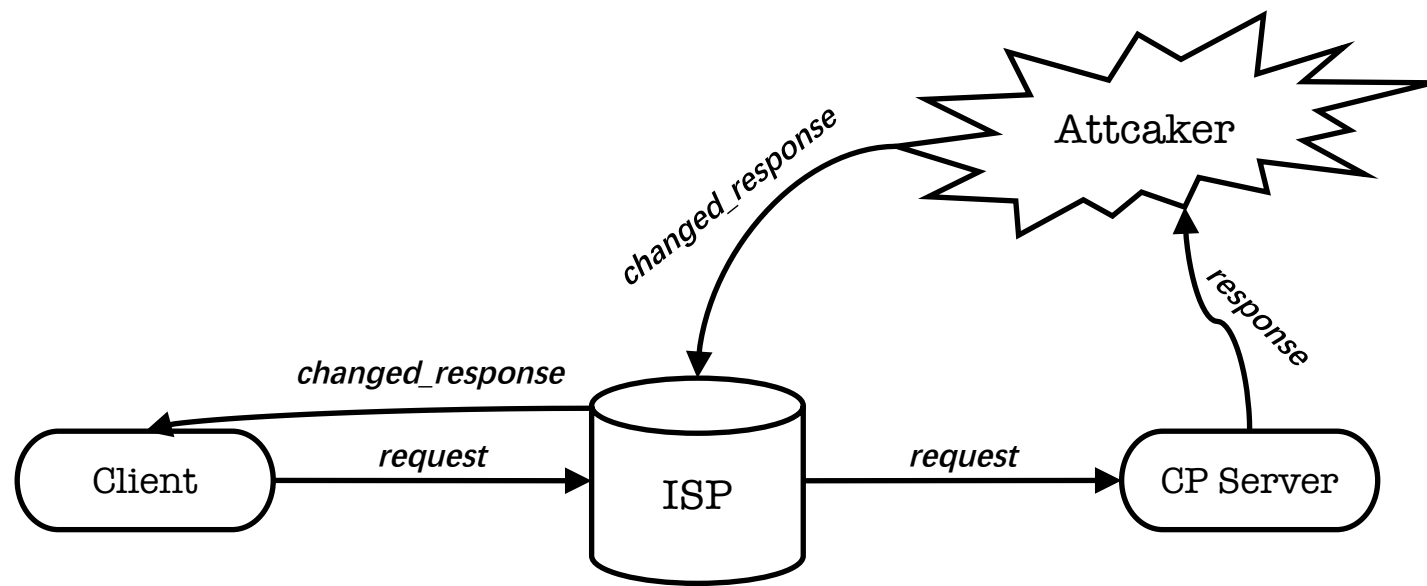 Attcaker
changed_response
response
changed_response
request
request
Client
ISP
CP Server